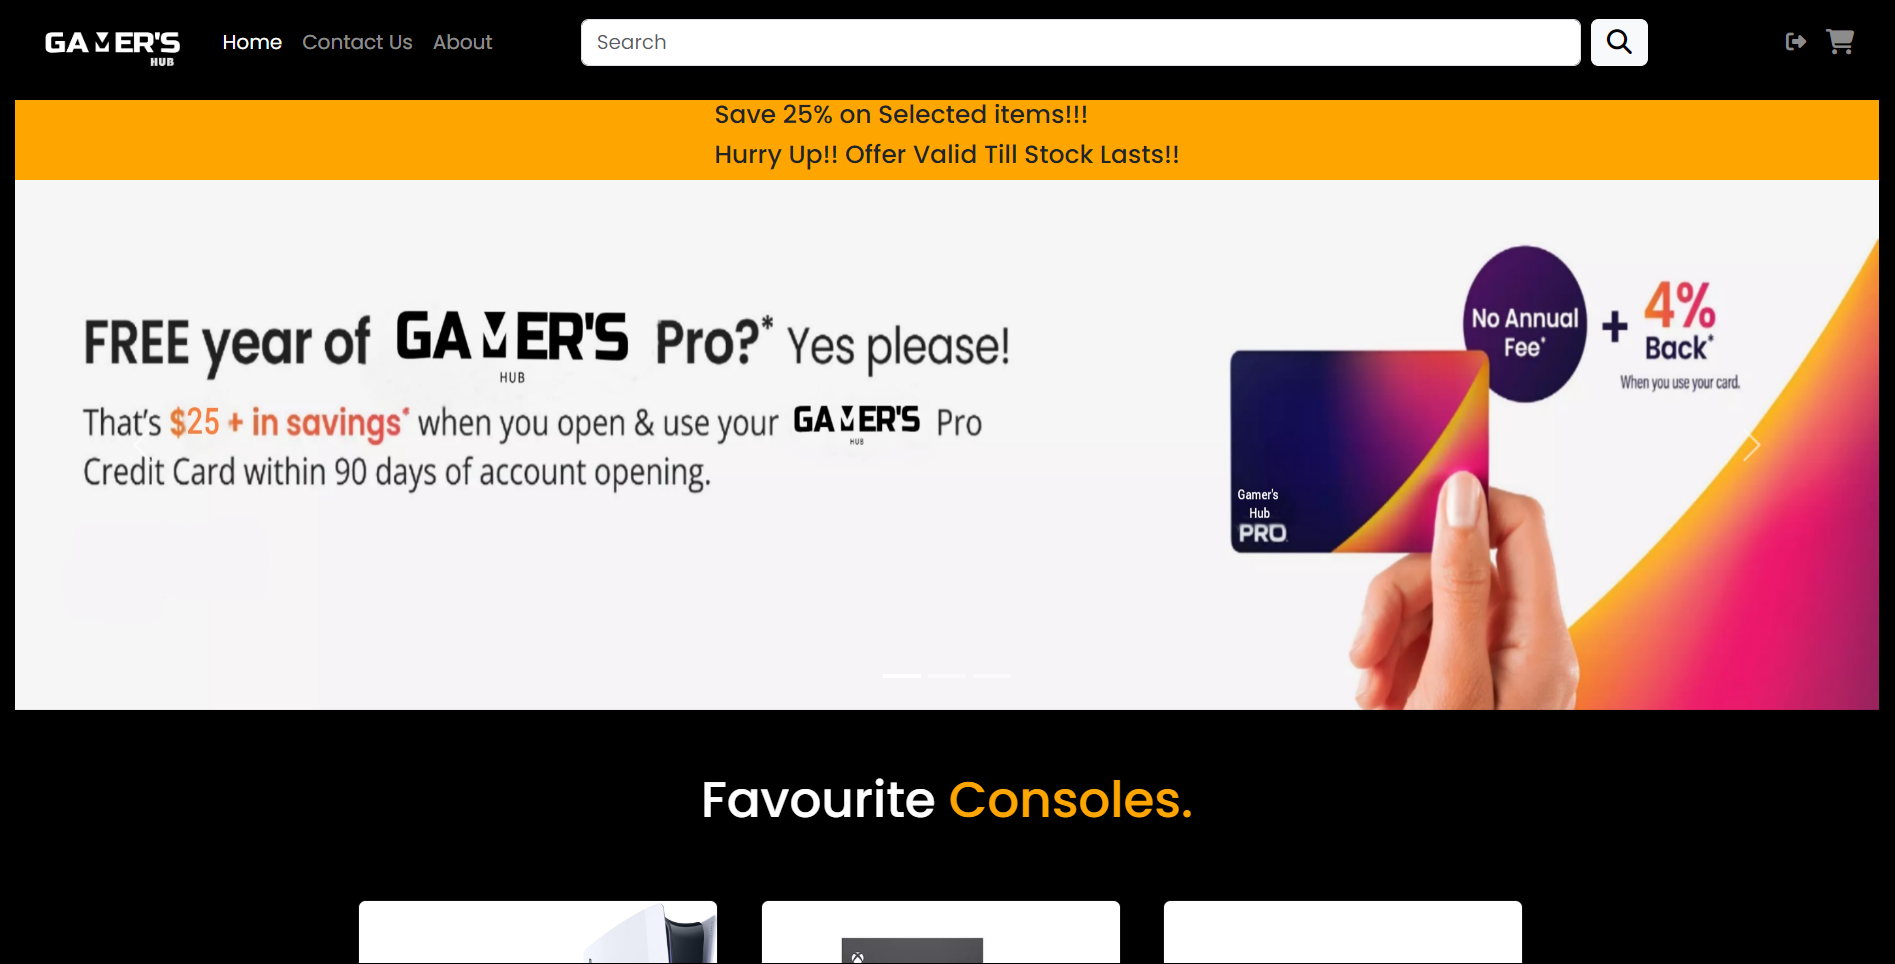 GAMER'S
HUB
Home Contact Us About
Search
Save 25% on Selected items!!!
Hurry Up!! Offer Valid Till Stock Lasts!!
FREE year of GAMER'S Pro?* Yes please!
HUB
That's $25 + in savings* when you open & use your GAMER'S Pro
HUB
Credit Card within 90 days of account opening.
No Annual
Fee*
+
4%
Back*
When you use your card.
Gamer's
Hub
PRO
Favourite Consoles.